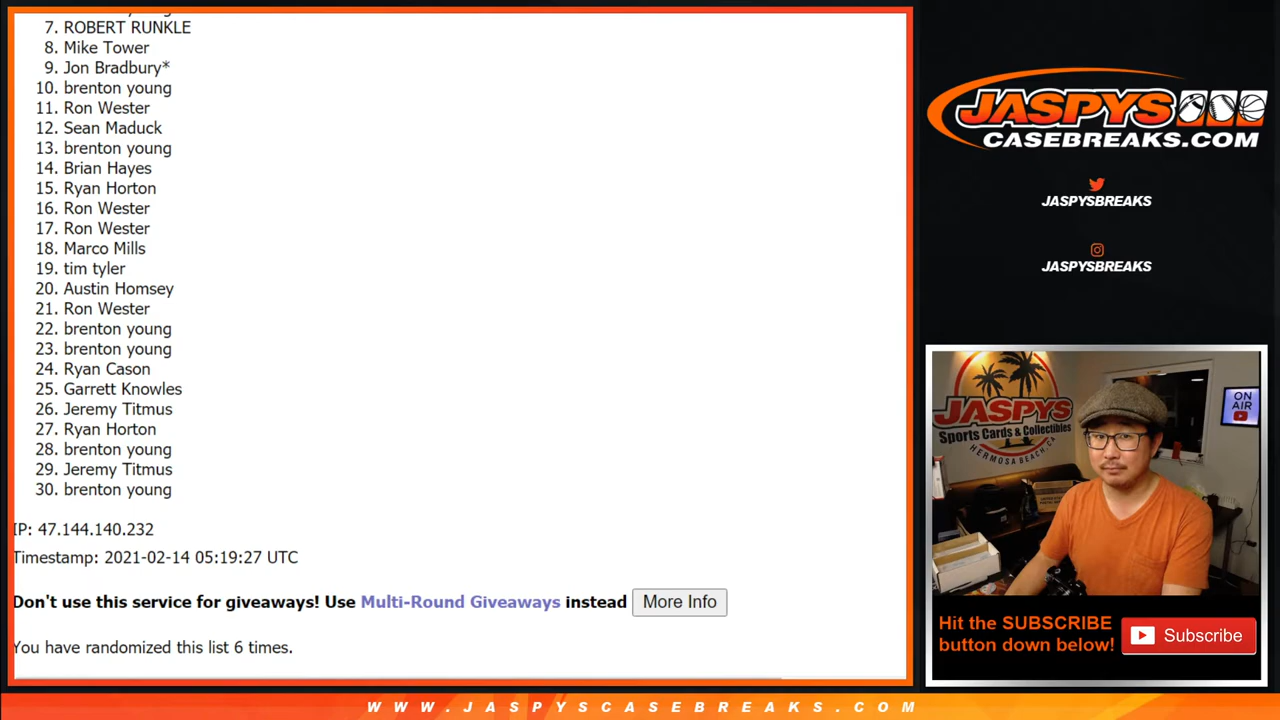 7. ROBERT RUNKLE
8. Mike Tower
9. Jon Bradbury*
10. brenton young
11. Ron Wester
12. Sean Maduck
13. brenton young
14. Brian Hayes
15. Ryan Horton
16. Ron Wester
17. Ron Wester
18. Marco Mills
19. tim tyler
20. Austin Homsey
21. Ron Wester
22. brenton young
23. brenton young
24. Ryan Cason
25. Garrett Knowles
26. Jeremy Titmus
27. Ryan Horton
28. brenton young
29. Jeremy Titmus
30. brenton young
IP: 47.144.140.232
Timestamp: 2021-02-14 05:19:27 UTC
Don't use this service for giveaways! Use Multi-Round Giveaways instead More Info
You have randomized this list 6 times.
JASPYS
CASEBREAKS.COM
JASPYSBREAKS
JASPYSBREAKS
JASPYS
Sports Cards & Collectibles
HERMOSA BEACH, CA
ON
AIR
Hit the SUBSCRIBE
button down below!
Subscribe
WWW.JASPYSCASEBREAKS.COM